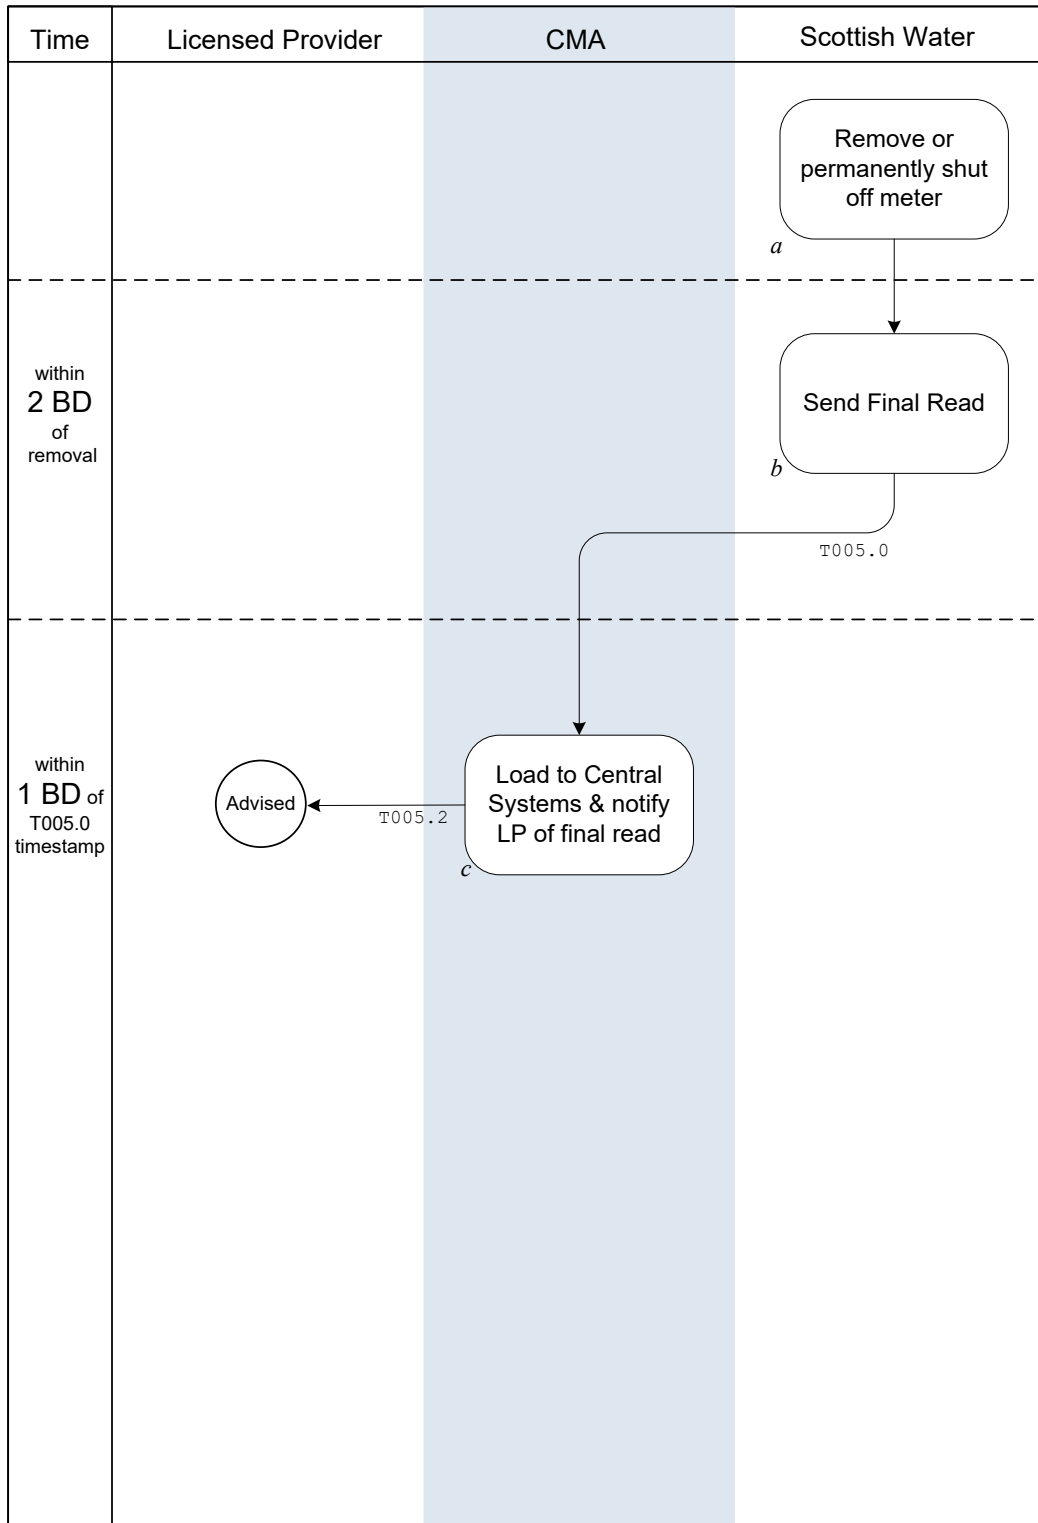 Time Licensed Provider CMA Scottish Water
Remove or
permanently shut
off meter
a
within
2 BD
of
removal
Send Final Read
b
T005.0
within
1 BD of
T005.0
timestamp
Advised
T005.2
Load to Central
Systems & notify
LP of final read
c